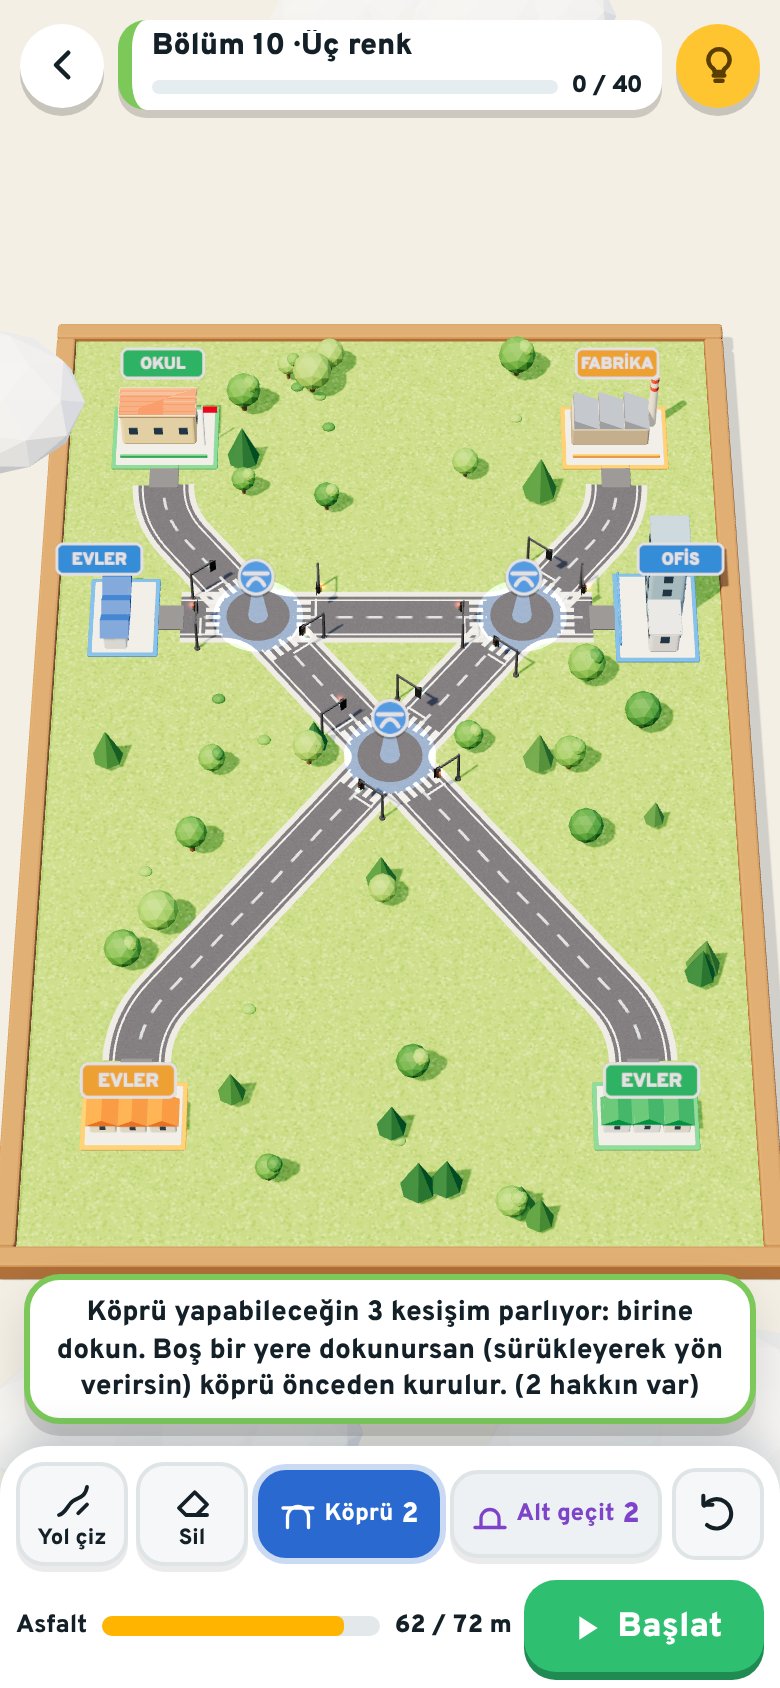 Bölüm 10 ·Üç renk
0 / 40
OKUL
FABRİKA
EVLER
OFİS
EVLER
EVLER
Köprü yapabileceğin 3 kesişim parlıyor: birine
dokun. Boş bir yere dokunursan (sürükleyerek yön
verirsin) köprü önceden kurulur. (2 hakkın var)
Yol çiz
Sil
Köprü 2
Alt geçit 2
Asfalt
62 / 72 m
Başlat